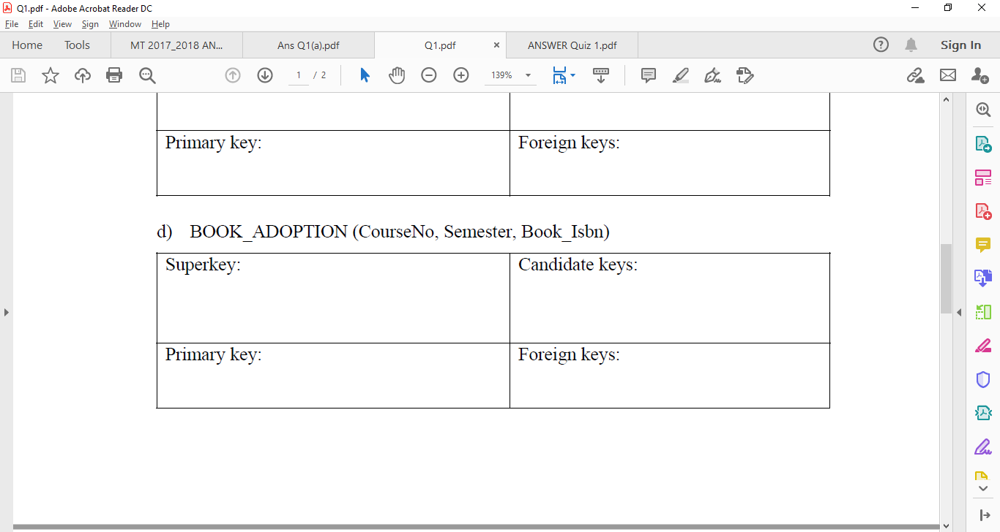 Q1.pdf - Adobe Acrobat Reader DC
File Edit View Sign Window Help
Home Tools MT 2017_2018 AN... Ans Q1(a).pdf Q1.pdf × ANSWER Quiz 1.pdf ? Sign In
1 / 2 139%
Primary key: Foreign keys:
d) BOOK_ADOPTION (CourseNo, Semester, Book_Isbn)
Superkey: Candidate keys:
Primary key: Foreign keys: